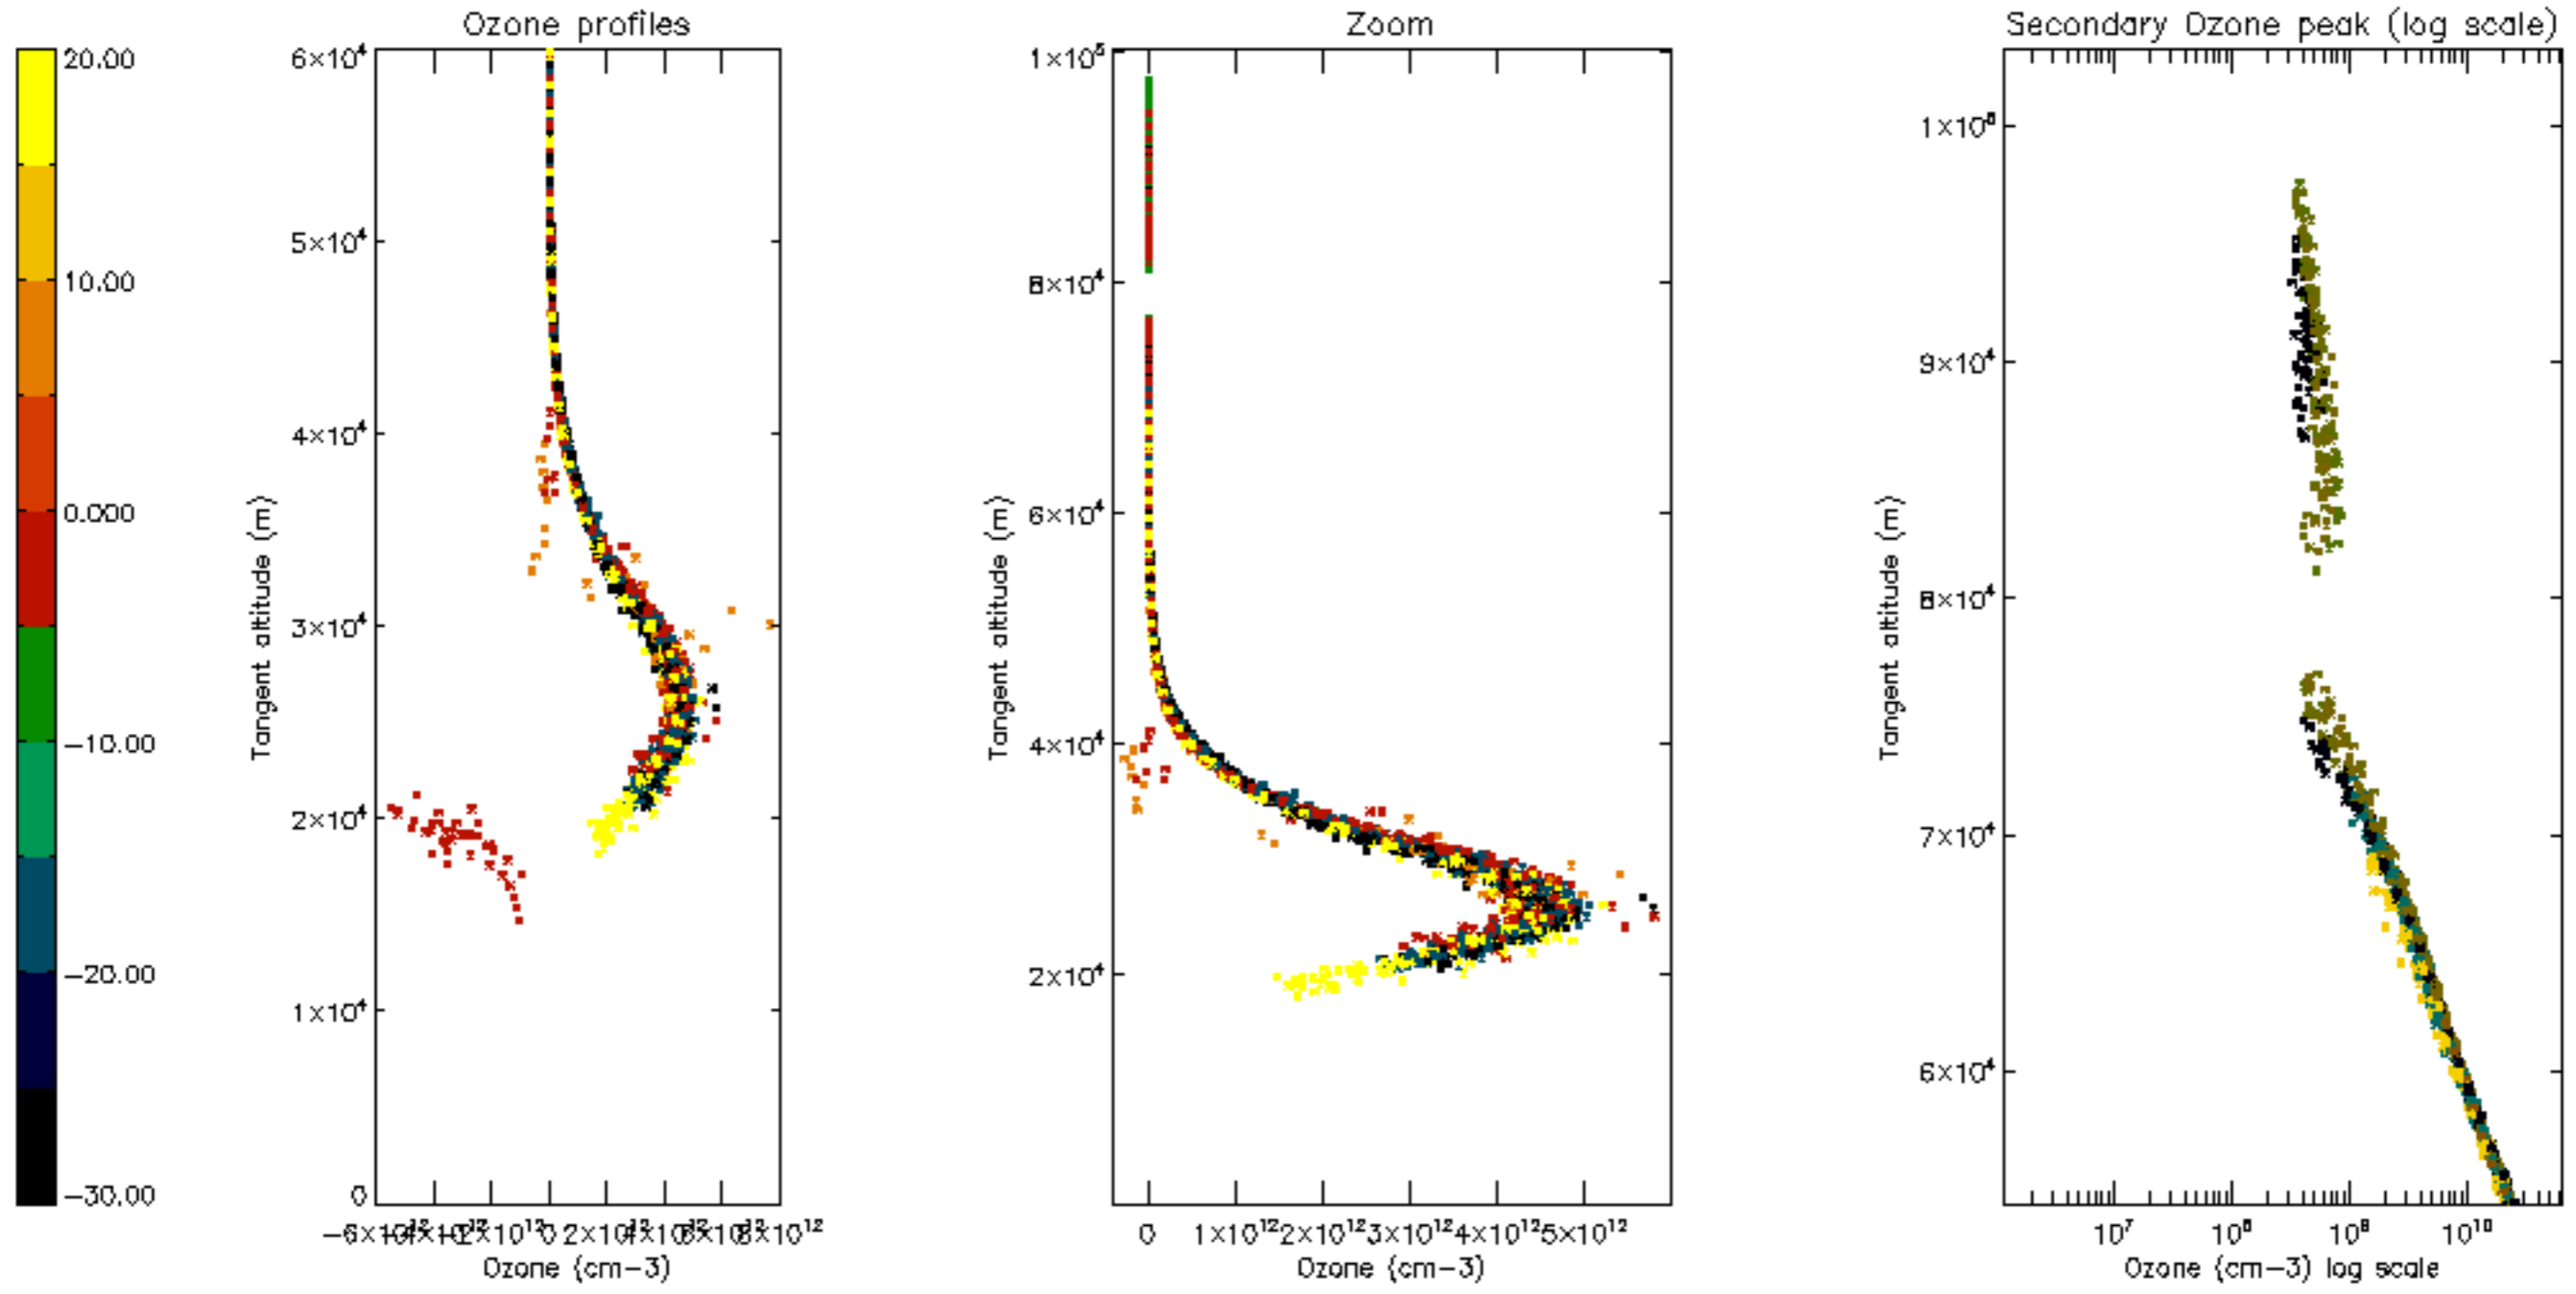 Ozone profiles
Zoom
Secondary Ozone peak (log scale)
20.00
10.00
0.000
−10.00
−20.00
−30.00
6×10⁴
5×10⁴
4×10⁴
3×10⁴
2×10⁴
1×10⁴
0
Tangent altitude (m)
0
8×10¹²
Ozone (cm−3)
1×10⁵
8×10⁴
6×10⁴
4×10⁴
2×10⁴
Tangent altitude (m)
0 1×10¹² 2×10¹² 3×10¹² 4×10¹² 5×10¹²
Ozone (cm−3)
9×10⁴
8×10⁴
7×10⁴
6×10⁴
Tangent altitude (m)
10⁷ 10⁸ 10⁹ 10¹⁰
Ozone (cm−3) log scale